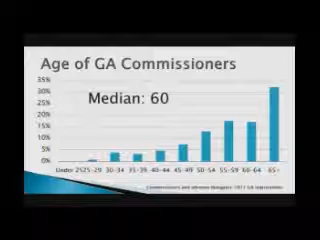 Age of GA Commissioners
Median: 60
35%
30%
25%
20%
15%
10%
5%
0%
Under 25 25-29 30-34 35-39 40-44 45-49 50-54 55-59 60-64 65+